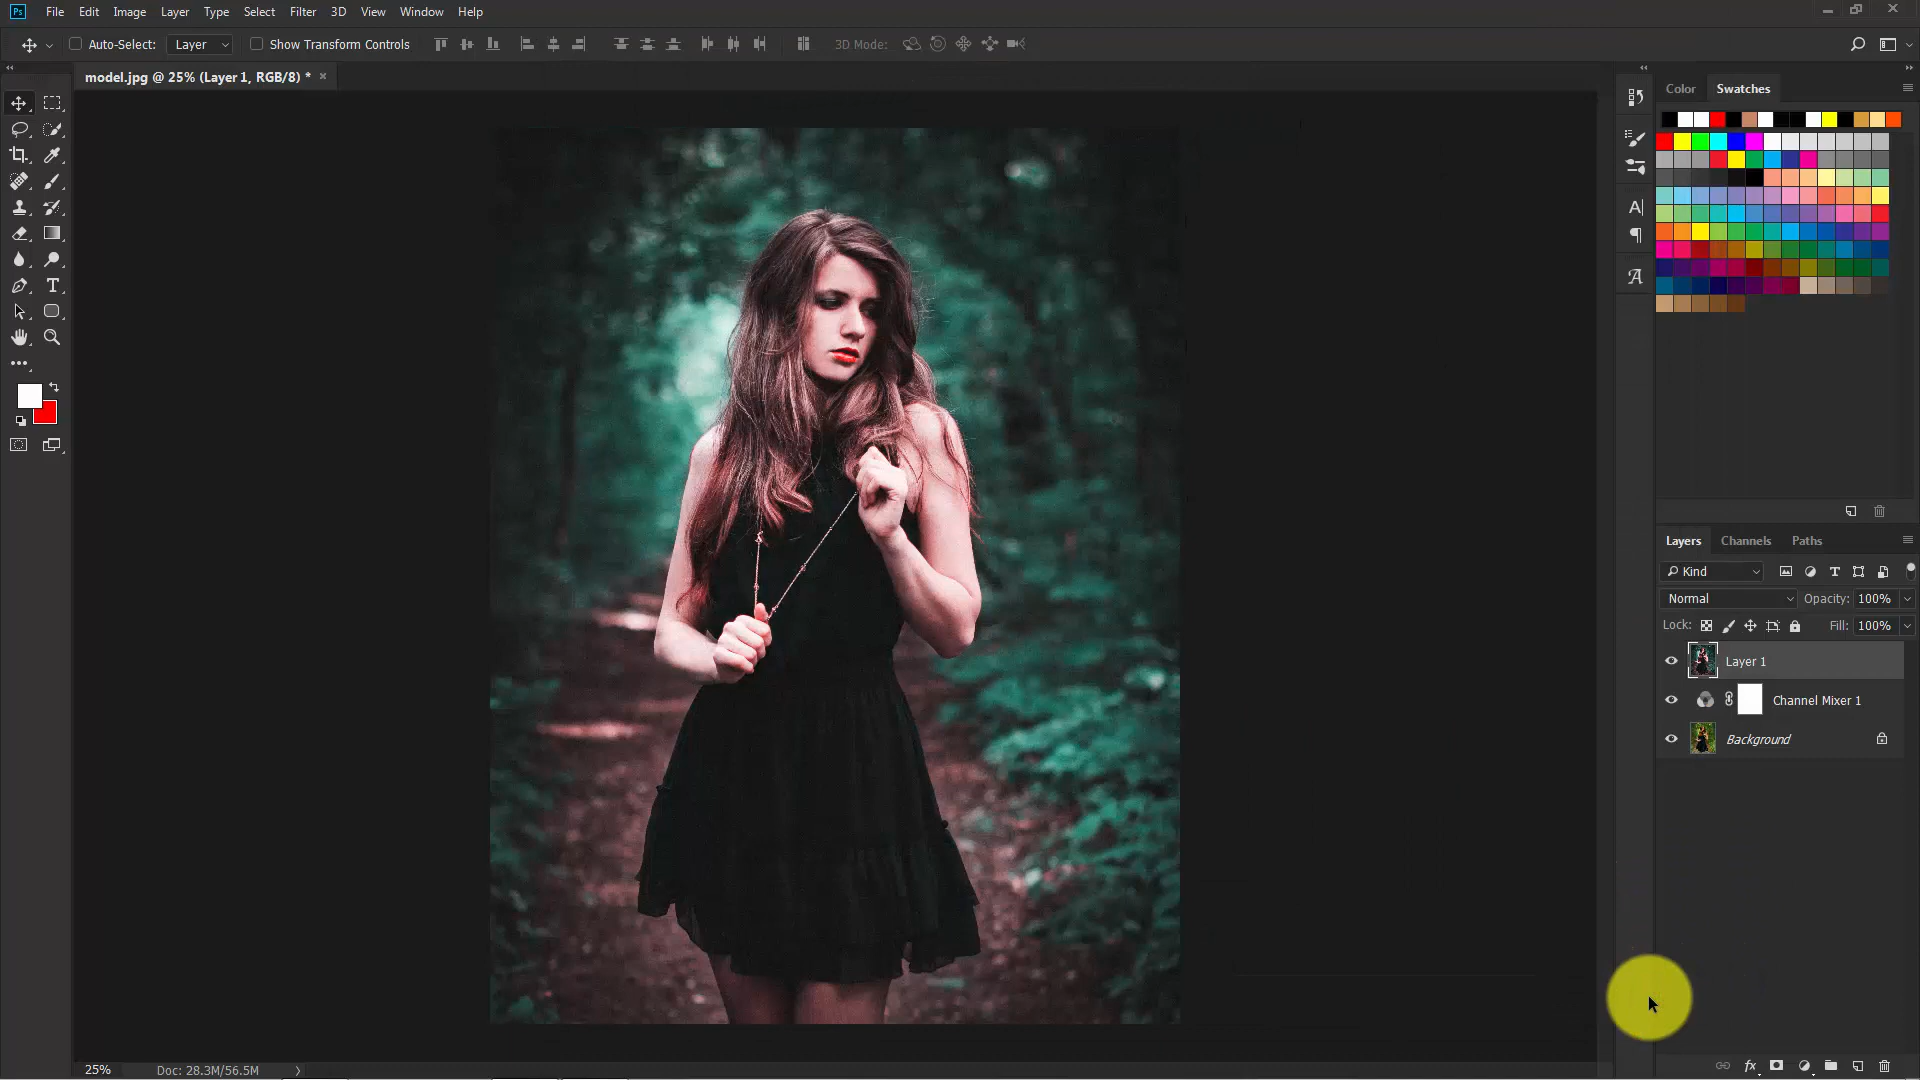 Ps File Edit Image Layer Type Select Filter 3D View Window Help
Auto-Select: Layer Show Transform Controls 3D Mode:
model.jpg @ 25% (Layer 1, RGB/8) *
Color Swatches
Layers Channels Paths
Kind
Normal Opacity: 100%
Lock: Fill: 100%
Layer 1
Channel Mixer 1
Background
25% Doc: 28.3M/56.5M